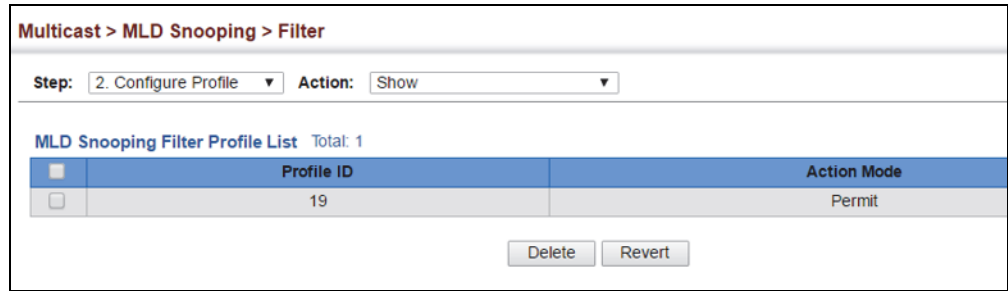 Multicast > MLD Snooping > Filter
Step: 2. Configure Profile Action: Show
MLD Snooping Filter Profile List Total: 1
Profile ID Action Mode
19 Permit
Delete Revert